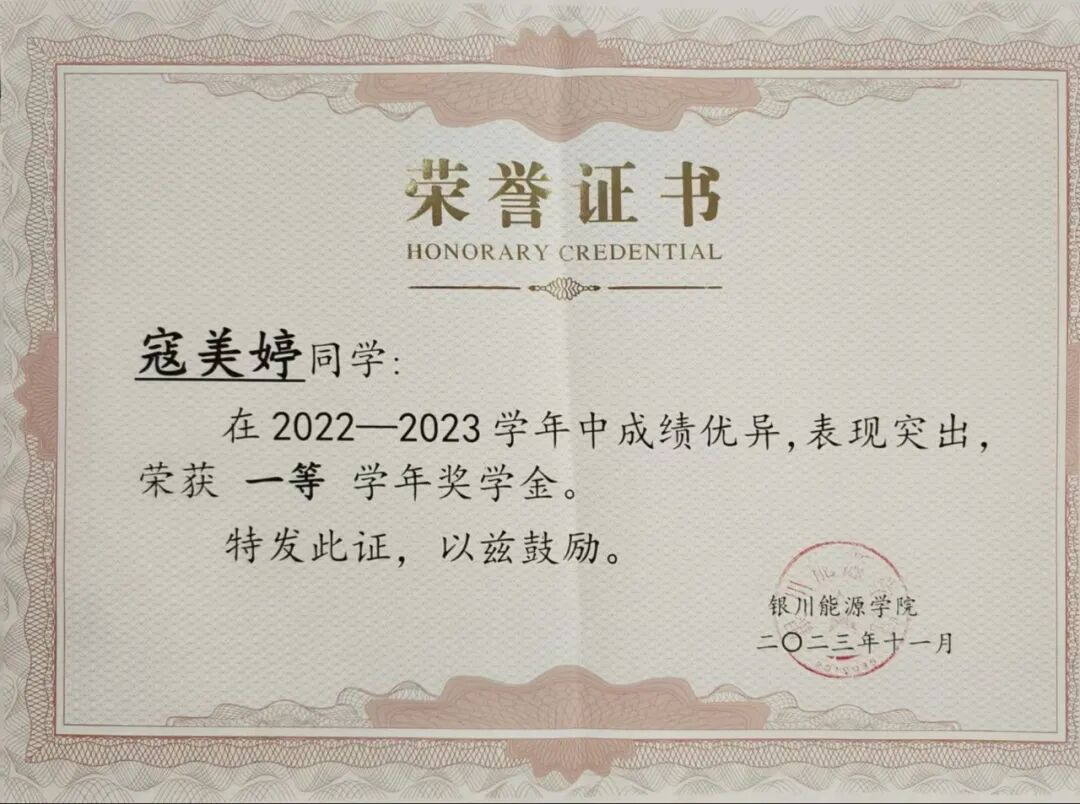 荣誉证书
HONORARY CREDENTIAL
寇美婷同学:
在2022—2023学年中成绩优异,表现突出,
荣获 一等 学年奖学金。
特发此证，以兹鼓励。
银川能源学院
二〇二三年十一月